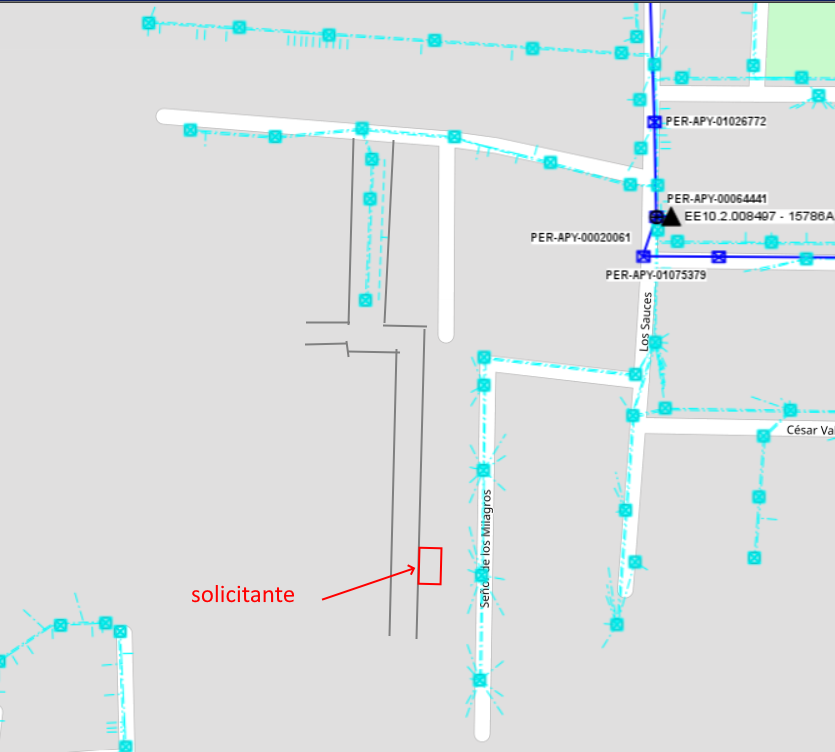 PER-APY-01026772
PER-APY-00064441
EE10.2.008497 - 15786A
PER-APY-00020061
PER-APY-01075379
Los Sauces
César Val
Señor de los Milagros
solicitante